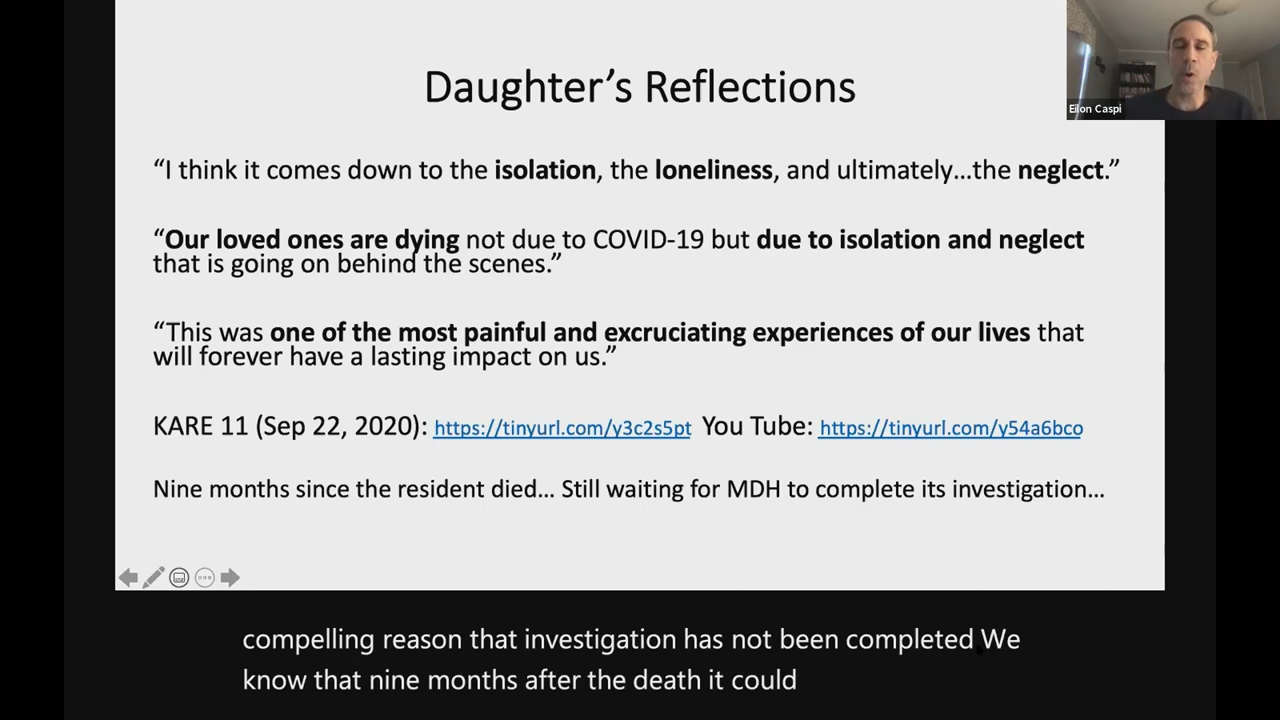 Daughter’s Reflections
Eilon Caspi
“I think it comes down to the isolation, the loneliness, and ultimately…the neglect.”
“Our loved ones are dying not due to COVID-19 but due to isolation and neglect
that is going on behind the scenes.”
“This was one of the most painful and excruciating experiences of our lives that
will forever have a lasting impact on us.”
KARE 11 (Sep 22, 2020): https://tinyurl.com/y3c2s5pt You Tube: https://tinyurl.com/y54a6bco
Nine months since the resident died… Still waiting for MDH to complete its investigation…
compelling reason that investigation has not been completed We
know that nine months after the death it could